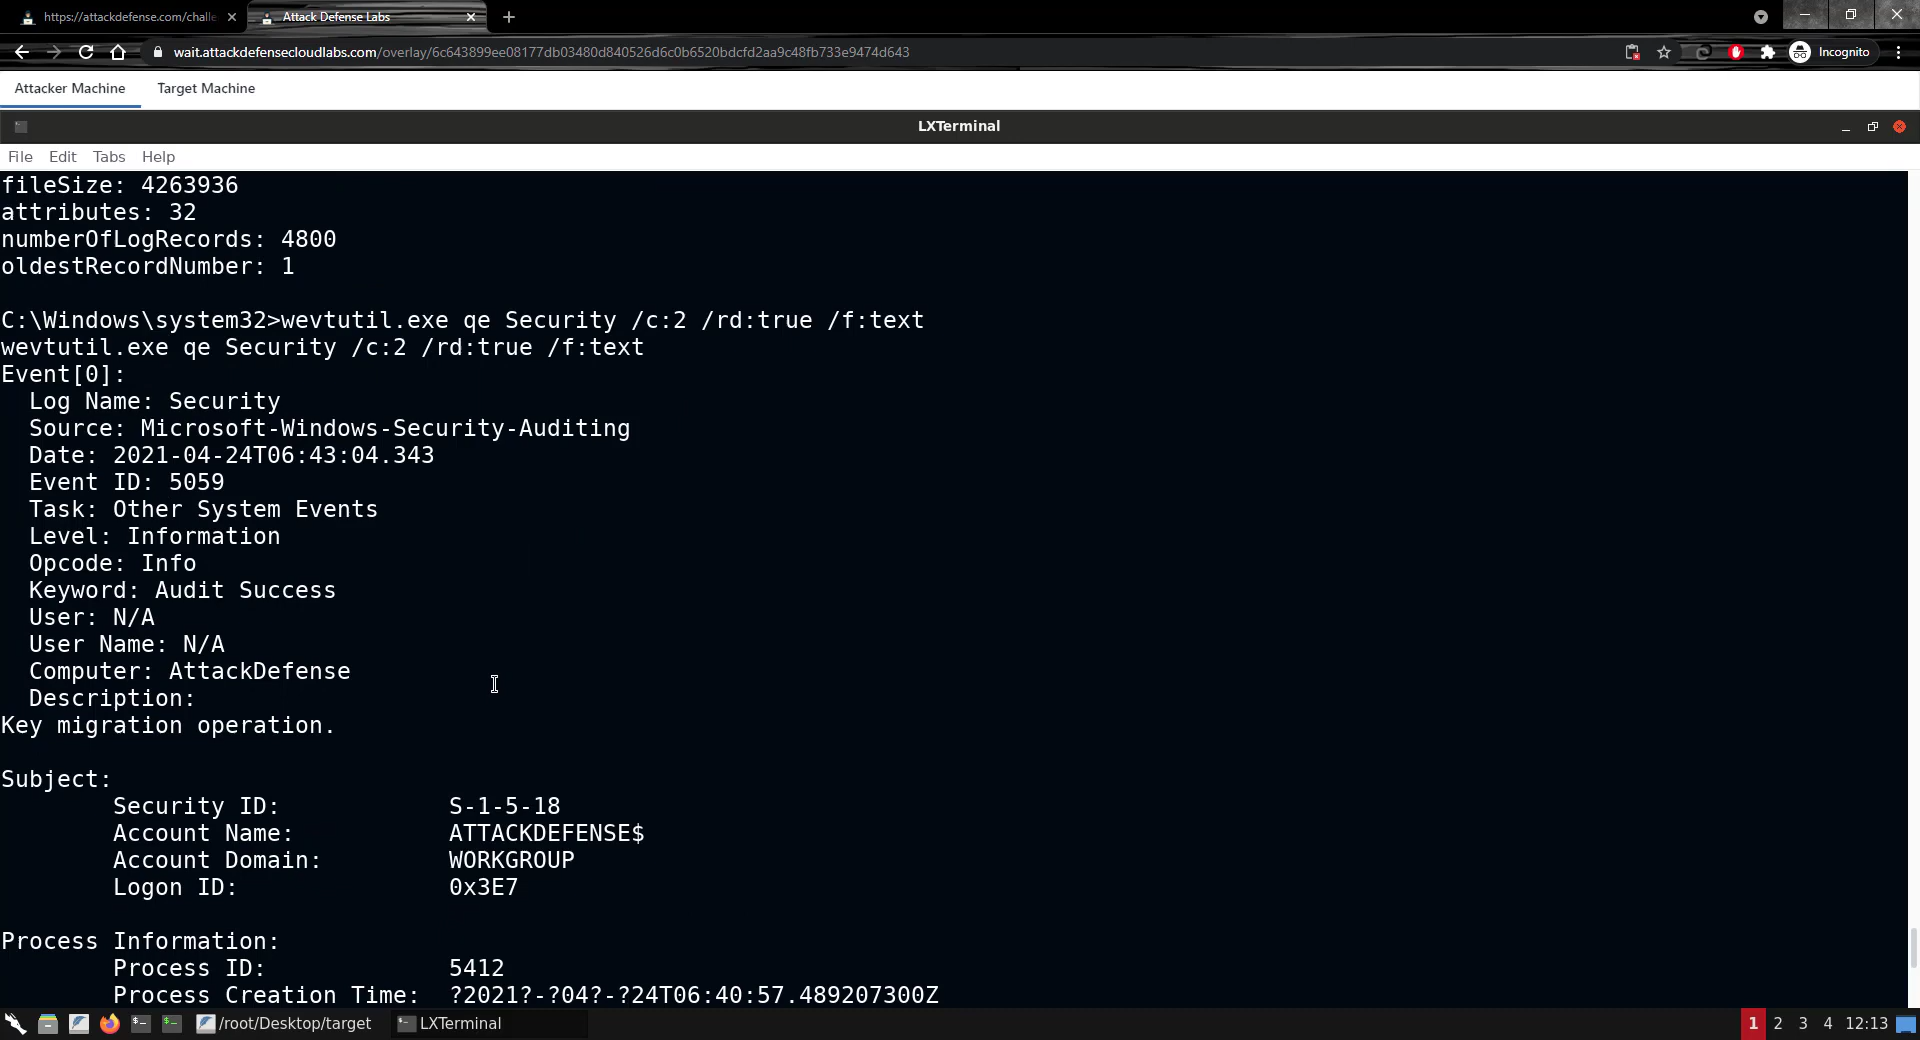 https://attackdefense.com/challe
Attack Defense Labs
wait.attackdefensecloudlabs.com/overlay/6c643899ee08177db03480d840526d6c0b6520bdcfd2aa9c48fb733e9474d643
Incognito
Attacker Machine
Target Machine
LXTerminal
File Edit Tabs Help
fileSize: 4263936
attributes: 32
numberOfLogRecords: 4800
oldestRecordNumber: 1
C:\Windows\system32>wevtutil.exe qe Security /c:2 /rd:true /f:text
wevtutil.exe qe Security /c:2 /rd:true /f:text
Event[0]:
Log Name: Security
Source: Microsoft-Windows-Security-Auditing
Date: 2021-04-24T06:43:04.343
Event ID: 5059
Task: Other System Events
Level: Information
Opcode: Info
Keyword: Audit Success
User: N/A
User Name: N/A
Computer: AttackDefense
Description:
Key migration operation.
Subject:
Security ID: S-1-5-18
Account Name: ATTACKDEFENSE$
Account Domain: WORKGROUP
Logon ID: 0x3E7
Process Information:
Process ID: 5412
Process Creation Time: ?2021?-?04?-?24T06:40:57.489207300Z
/root/Desktop/target
LXTerminal
1 2 3 4 12:13